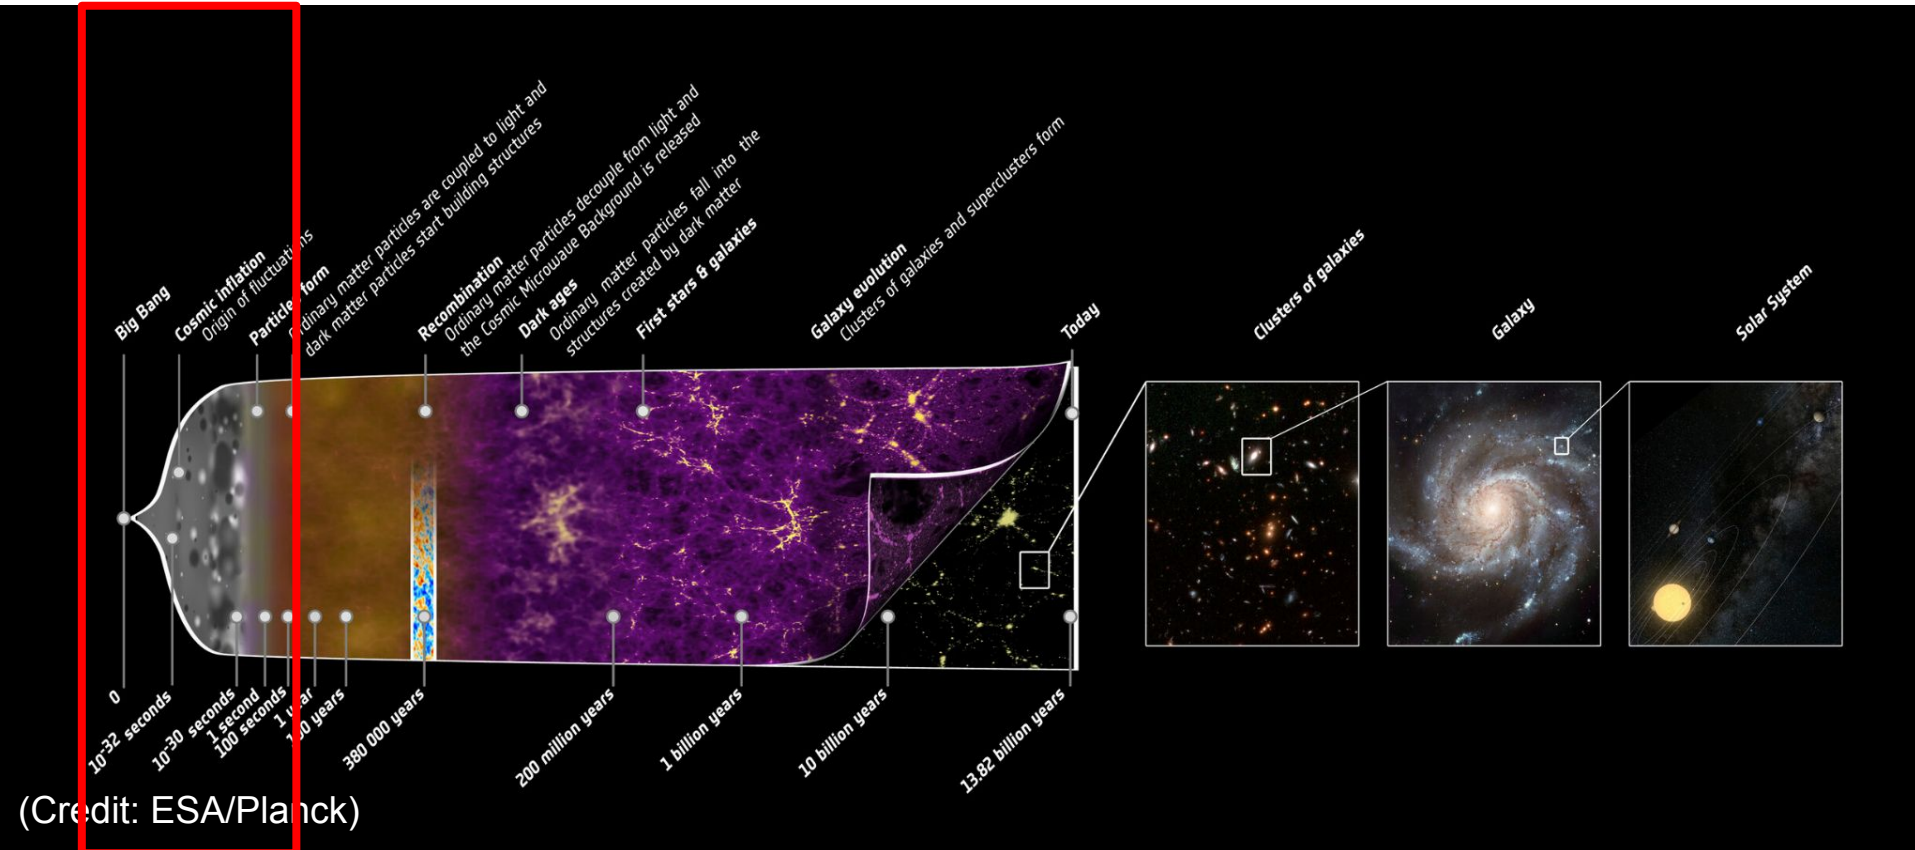 Big Bang
Cosmic inflation
Origin of fluctuations
Particles form
Ordinary matter particles are coupled to light and
dark matter particles start building structures
Recombination
Ordinary matter particles decouple from light and
the Cosmic Microwave Background is released
Dark ages
Ordinary matter particles fall into the
structures created by dark matter
First stars & galaxies
Galaxy evolution
Clusters of galaxies and superclusters form
Today
Clusters of galaxies
Galaxy
Solar System
0
10-32 seconds
10-30 seconds
1 second
100 seconds
1 year
100 years
380 000 years
200 million years
1 billion years
10 billion years
13.82 billion years
(Credit: ESA/Planck)